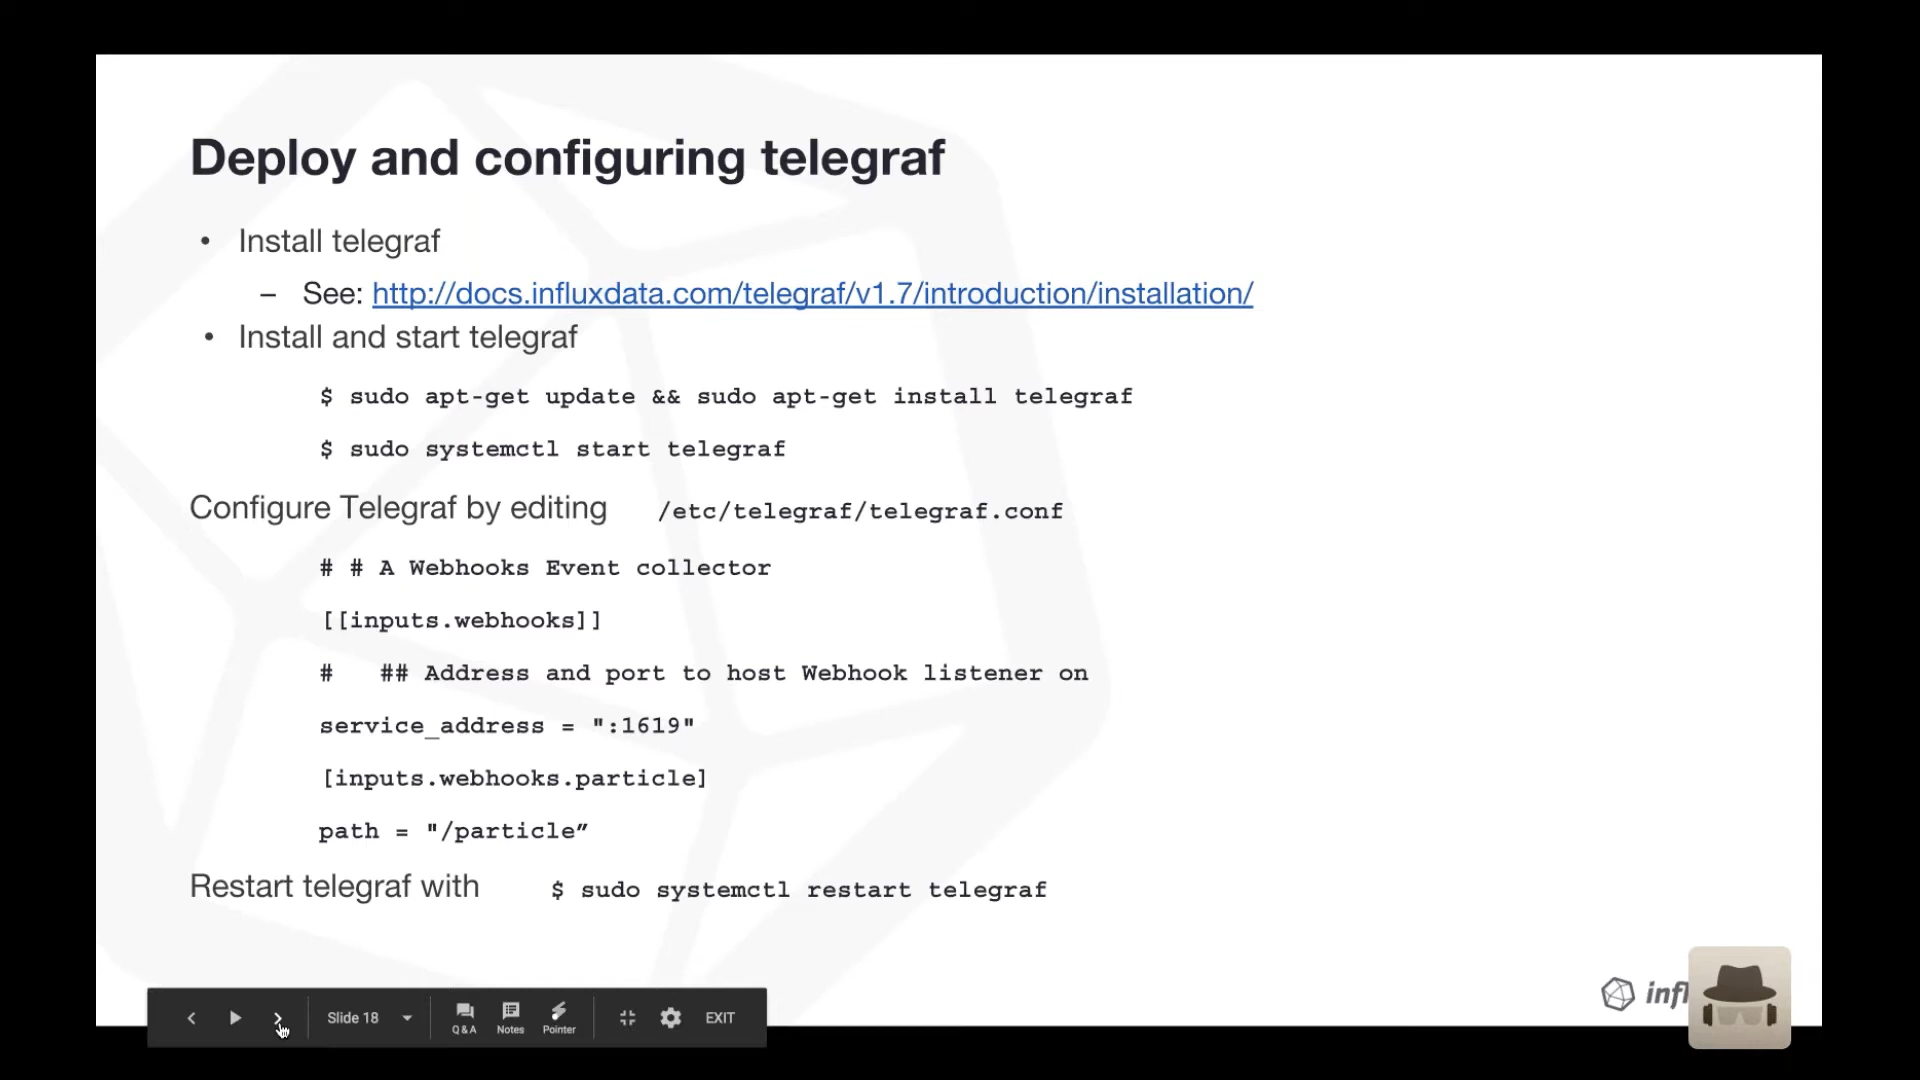 Deploy and configuring telegraf
• Install telegraf
– See: http://docs.influxdata.com/telegraf/v1.7/introduction/installation/
• Install and start telegraf
$ sudo apt-get update && sudo apt-get install telegraf
$ sudo systemctl start telegraf
Configure Telegraf by editing /etc/telegraf/telegraf.conf
# # A Webhooks Event collector
[[inputs.webhooks]]
# ## Address and port to host Webhook listener on
service_address = ":1619"
[inputs.webhooks.particle]
path = "/particle”
Restart telegraf with $ sudo systemctl restart telegraf
Slide 18
Q&A
Notes
Pointer
EXIT